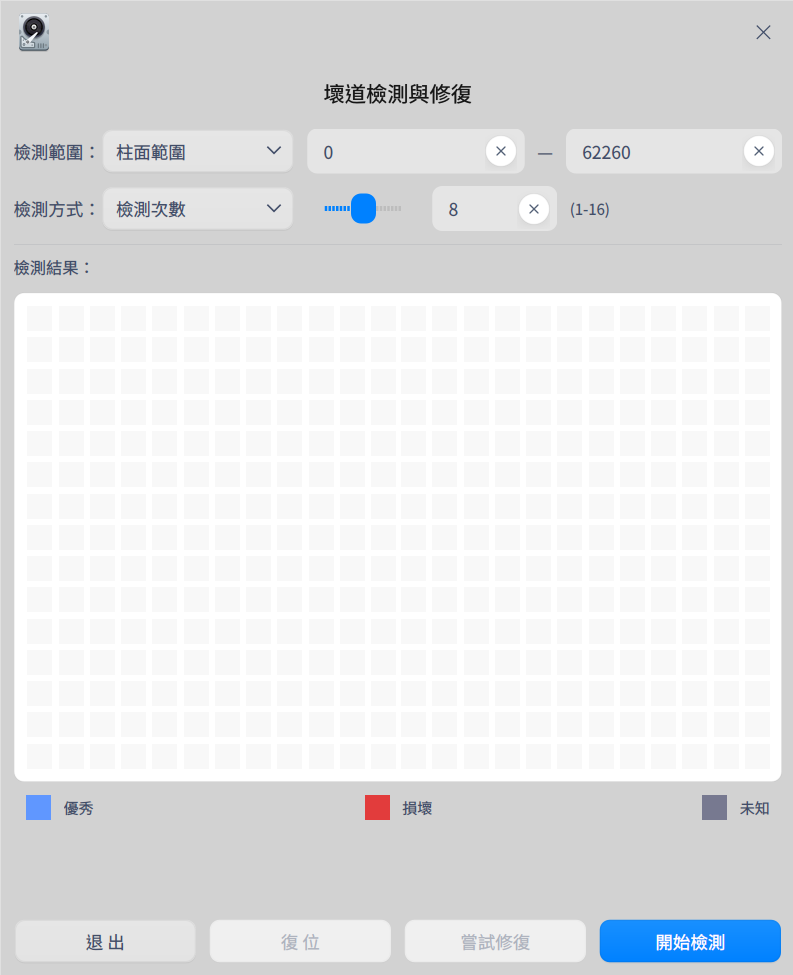 壞道檢測與修復
檢測範圍： 柱面範圍 0 — 62260
檢測方式： 檢測次數 8 (1-16)
檢測結果：
優秀 損壞 未知
退出 復位 嘗試修復 開始檢測